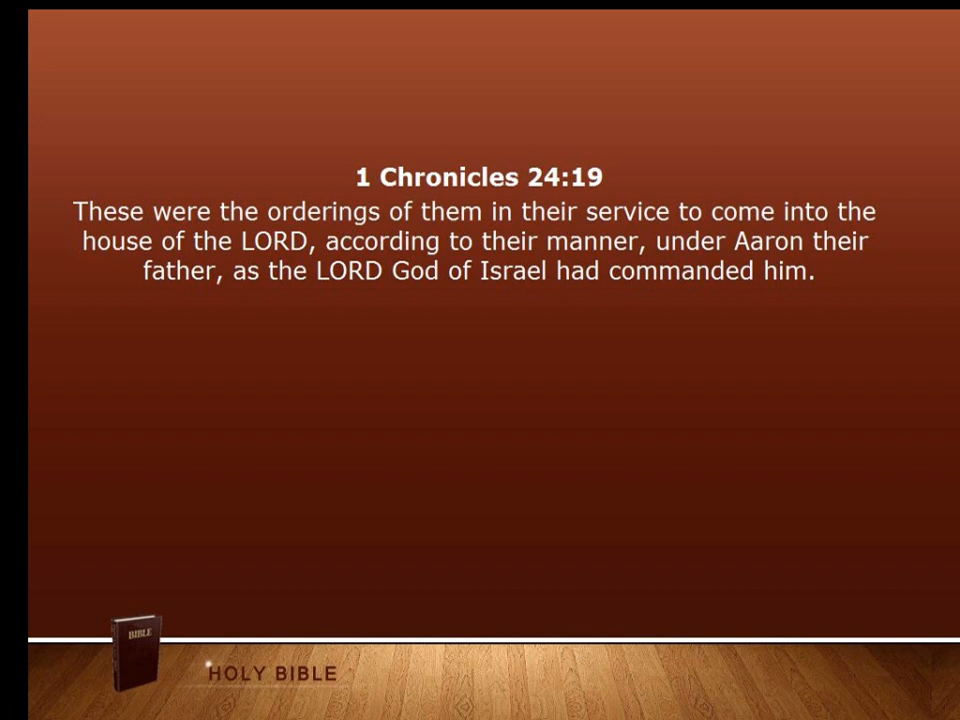 1 Chronicles 24:19
These were the orderings of them in their service to come into the
house of the LORD, according to their manner, under Aaron their
father, as the LORD God of Israel had commanded him.
BIBLE
HOLY BIBLE